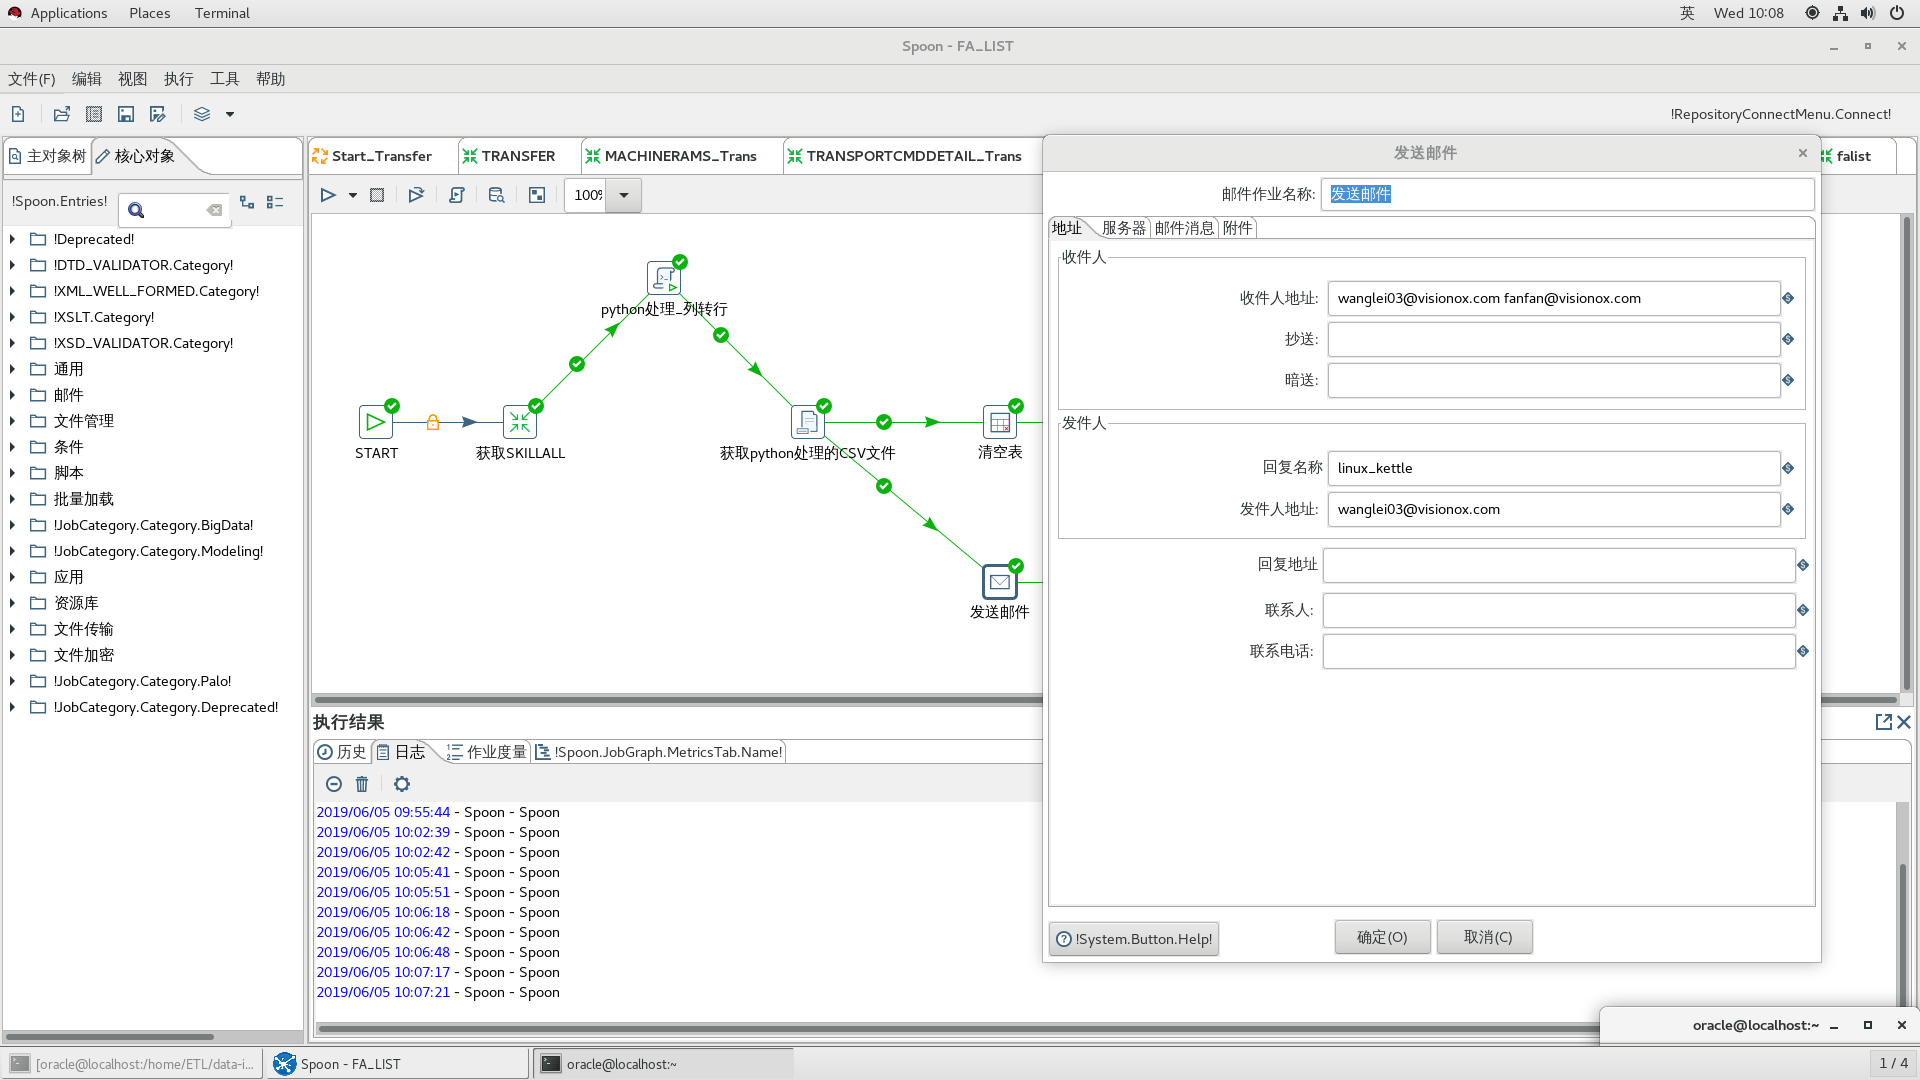 Applications Places Terminal 英 Wed 10:08
Spoon - FA_LIST
文件(F) 编辑 视图 执行 工具 帮助
!RepositoryConnectMenu.Connect!
主对象树 核心对象
!Spoon.Entries!
!Deprecated!
!DTD_VALIDATOR.Category!
!XML_WELL_FORMED.Category!
!XSLT.Category!
!XSD_VALIDATOR.Category!
通用
邮件
文件管理
条件
脚本
批量加载
!JobCategory.Category.BigData!
!JobCategory.Category.Modeling!
应用
资源库
文件传输
文件加密
!JobCategory.Category.Palo!
!JobCategory.Category.Deprecated!
Start_Transfer TRANSFER MACHINERAMS_Trans TRANSPORTCMDDETAIL_Trans falist
100%
python处理_列转行
START
获取SKILLALL
获取python处理的CSV文件
清空表
发送邮件
执行结果
历史 日志 作业度量 !Spoon.JobGraph.MetricsTab.Name!
2019/06/05 09:55:44 - Spoon - Spoon
2019/06/05 10:02:39 - Spoon - Spoon
2019/06/05 10:02:42 - Spoon - Spoon
2019/06/05 10:05:41 - Spoon - Spoon
2019/06/05 10:05:51 - Spoon - Spoon
2019/06/05 10:06:18 - Spoon - Spoon
2019/06/05 10:06:42 - Spoon - Spoon
2019/06/05 10:06:48 - Spoon - Spoon
2019/06/05 10:07:17 - Spoon - Spoon
2019/06/05 10:07:21 - Spoon - Spoon
发送邮件
邮件作业名称: 发送邮件
地址 服务器 邮件消息 附件
收件人
收件人地址: wanglei03@visionox.com fanfan@visionox.com
抄送:
暗送:
发件人
回复名称 linux_kettle
发件人地址: wanglei03@visionox.com
回复地址
联系人:
联系电话:
!System.Button.Help! 确定(O) 取消(C)
oracle@localhost:~
[oracle@localhost:/home/ETL/data-i... Spoon - FA_LIST oracle@localhost:~ 1 / 4